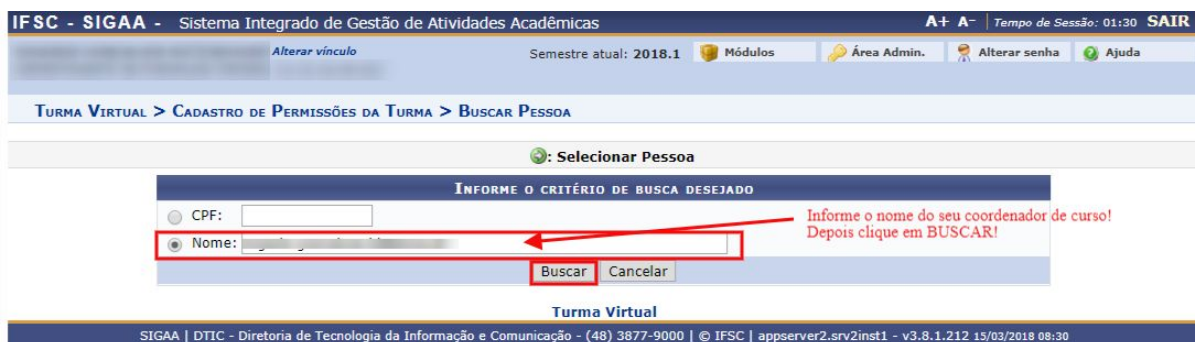 IFSC - SIGAA - Sistema Integrado de Gestão de Atividades Acadêmicas A+ A- | Tempo de Sessão: 01:30 SAIR
Alterar vínculo Semestre atual: 2018.1 Módulos Área Admin. Alterar senha Ajuda
TURMA VIRTUAL > CADASTRO DE PERMISSÕES DA TURMA > BUSCAR PESSOA
: Selecionar Pessoa
INFORME O CRITÉRIO DE BUSCA DESEJADO
CPF:
Informe o nome do seu coordenador de curso!
Depois clique em BUSCAR!
Nome:
Buscar Cancelar
Turma Virtual
SIGAA | DTIC - Diretoria de Tecnologia da Informação e Comunicação - (48) 3877-9000 | © IFSC | appserver2.srv2inst1 - v3.8.1.212 15/03/2018 08:30